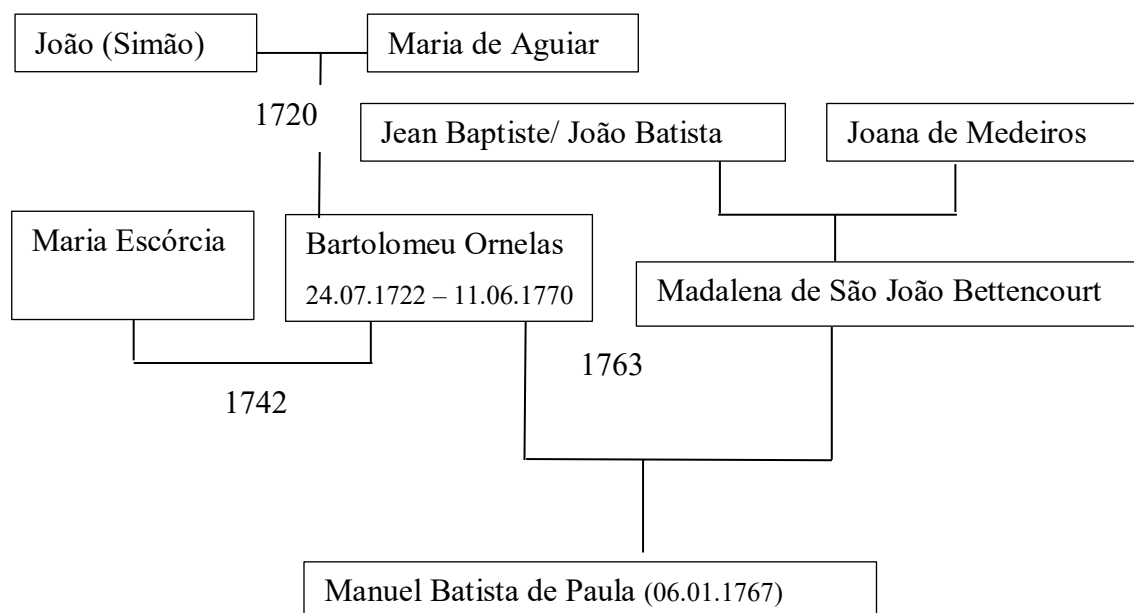 João (Simão)
Maria de Aguiar
1720
Jean Baptiste/ João Batista
Joana de Medeiros
Maria Escórcia
Bartolomeu Ornelas
24.07.1722 – 11.06.1770
Madalena de São João Bettencourt
1763
1742
Manuel Batista de Paula (06.01.1767)